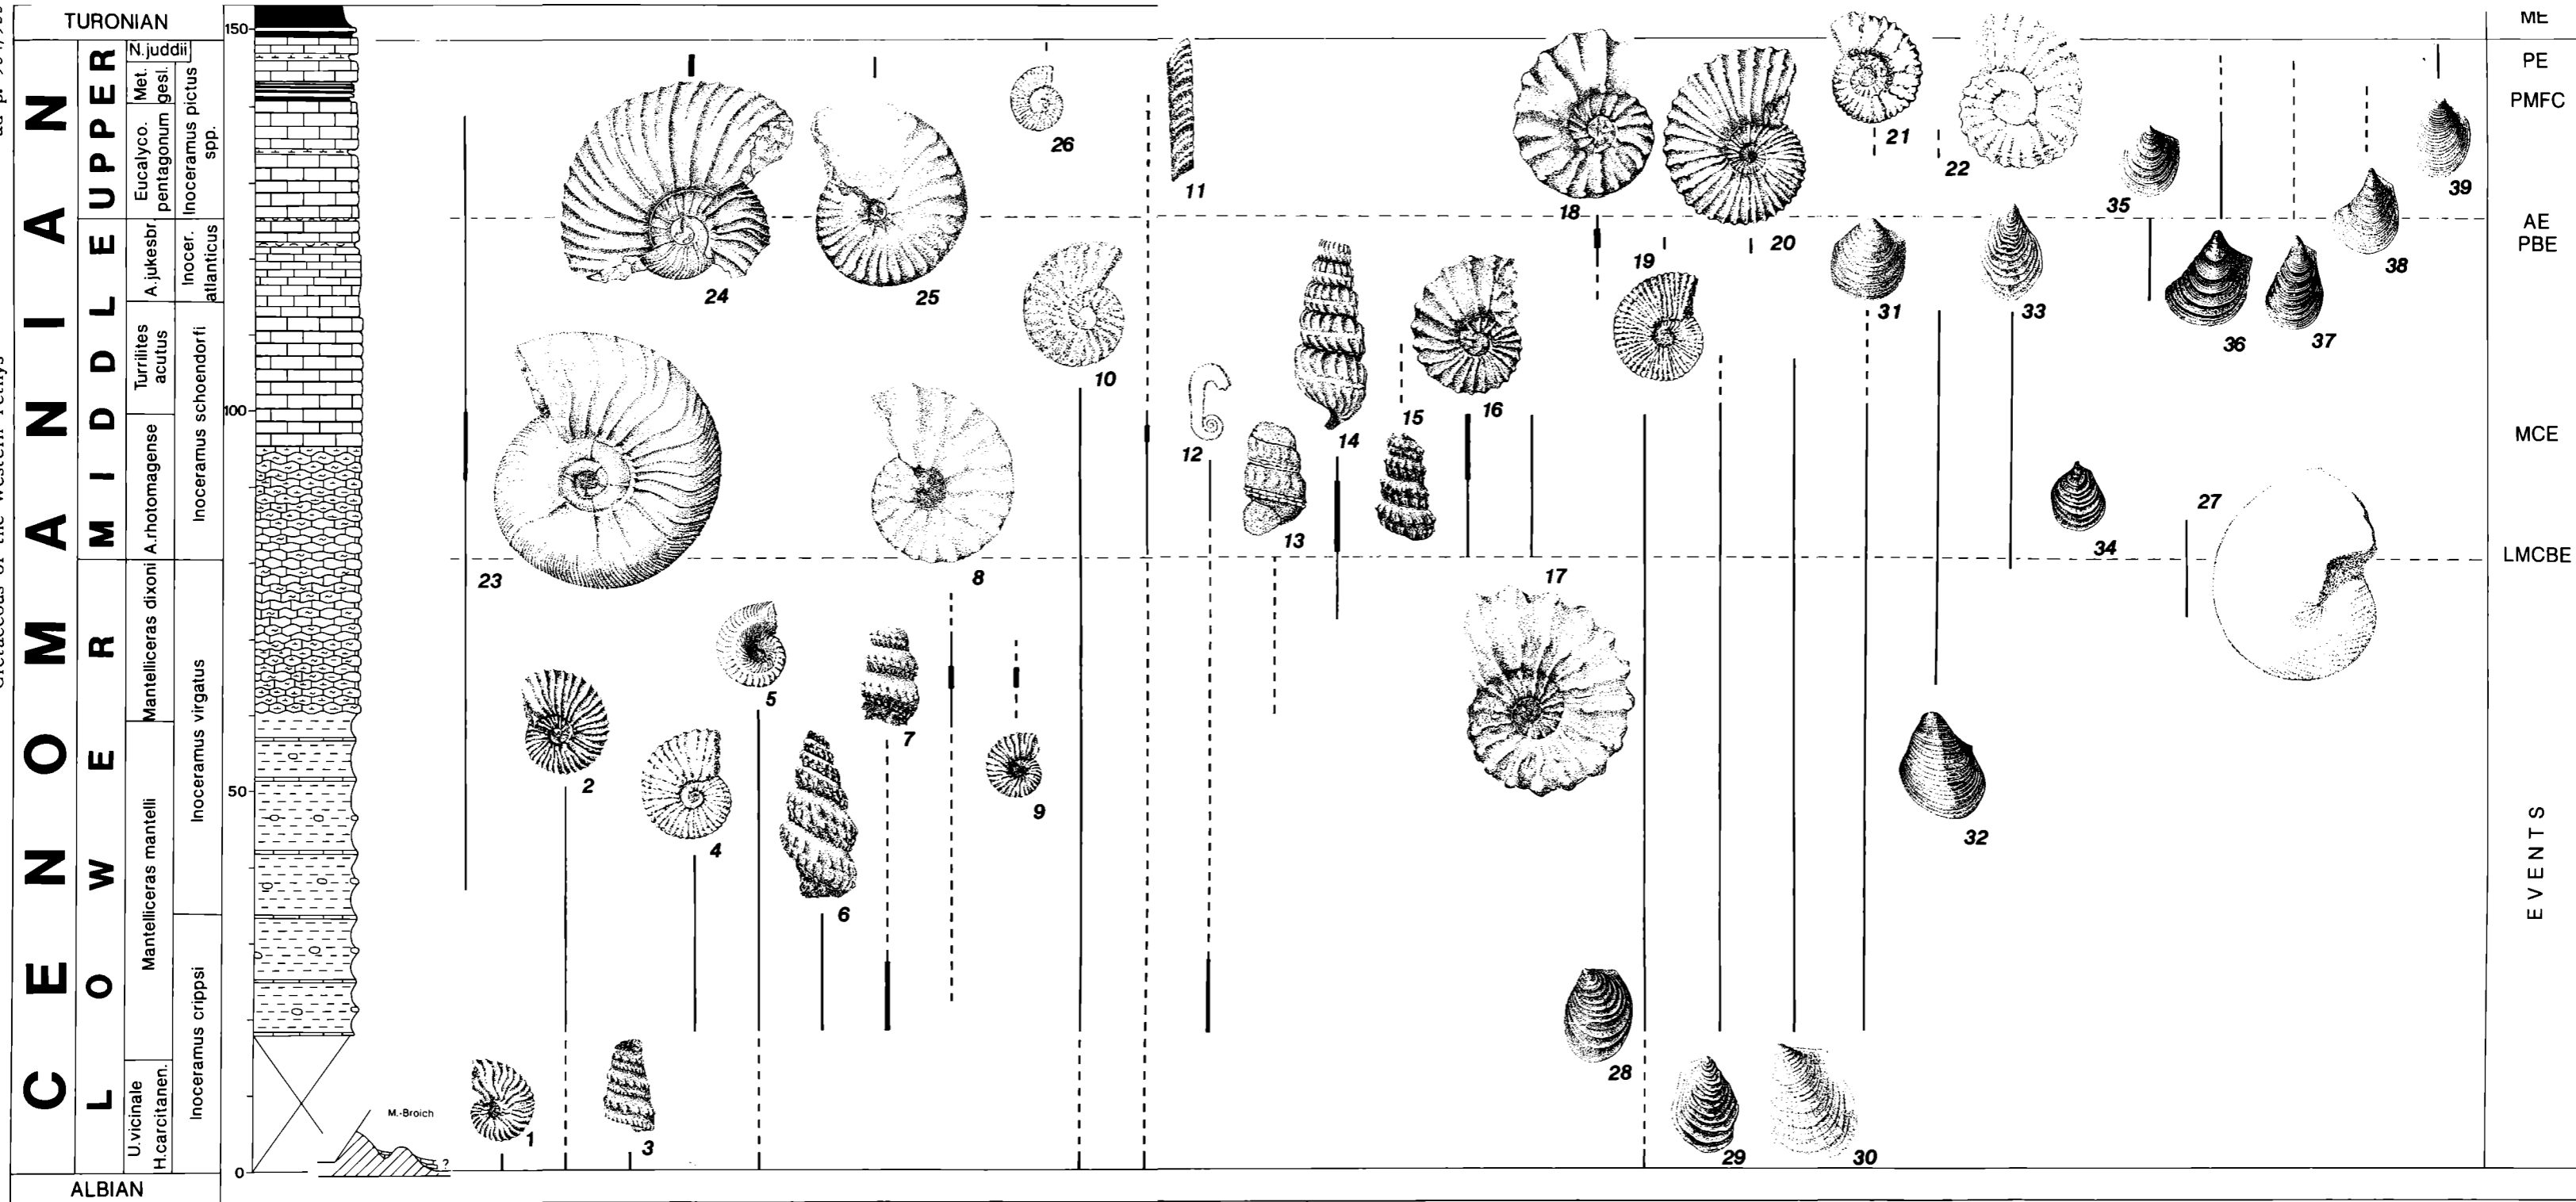 TURONIAN
CENOMANIAN
UPPER
MIDDLE
LOWER
N.juddii
Met.
gesl.
Eucalyco.
pentagonum
A.jukesbr
Turrilites
acutus
A.rhotomagense
Mantelliceras dixoni
Mantelliceras mantelli
U.vicinale
H.carcitanen.
Inoceramus pictus
spp.
Inocer.
atlanticus
Inoceramus schoendorfi
Inoceramus virgatus
Inoceramus crippsi
ALBIAN
150
100
50
0
M.-Broich
?
1
2
3
4
5
6
7
8
9
10
11
12
13
14
15
16
17
18
19
20
21
22
23
24
25
26
27
28
29
30
31
32
33
34
35
36
37
38
39
ME
PE
PMFC
AE
PBE
MCE
LMCBE
EVENTS